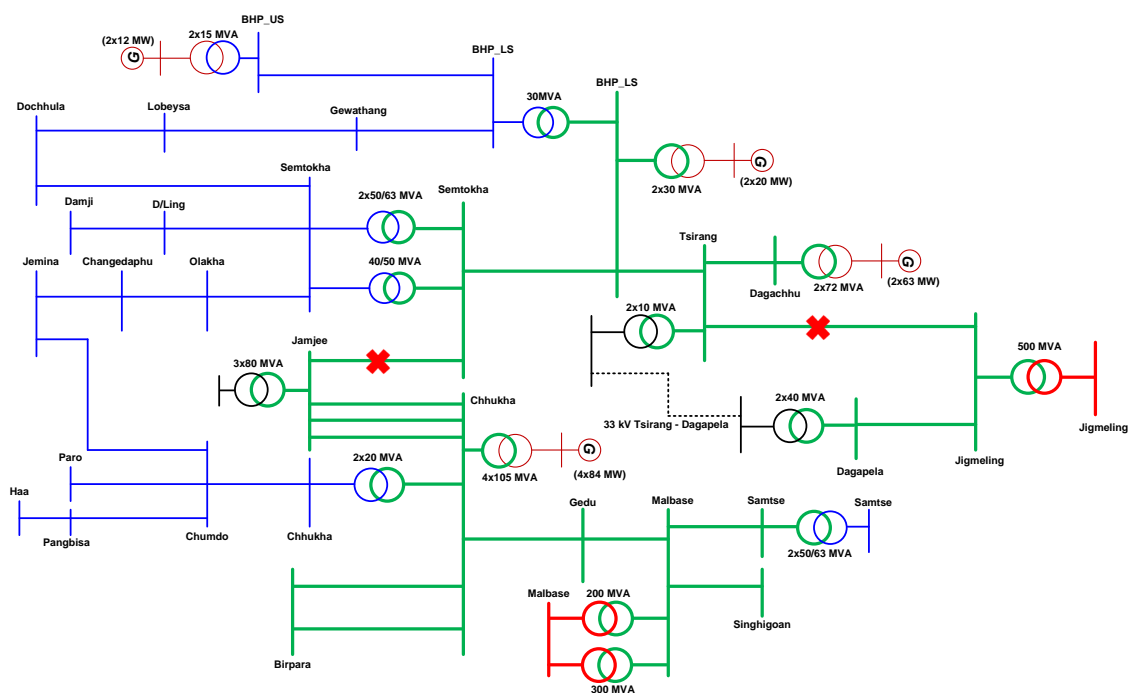 BHP_US
(2x12 MW)
2x15 MVA
G
BHP_LS
BHP_LS
Dochhula
Lobeysa
Gewathang
30MVA
Semtokha
2x50/63 MVA
Semtokha
G
2x30 MVA
(2x20 MW)
Damji
D/Ling
Tsirang
Jemina
Changedaphu
Olakha
40/50 MVA
G
Dagachhu
2x72 MVA
(2x63 MW)
2x10 MVA
Jamjee
3x80 MVA
500 MVA
Chhukha
2x40 MVA
33 kV Tsirang - Dagapela
Jigmeling
Paro
2x20 MVA
G
4x105 MVA
(4x84 MW)
Dagapela
Jigmeling
Haa
Pangbisa
Chumdo
Chhukha
Gedu
Malbase
Samtse
Samtse
2x50/63 MVA
Malbase
200 MVA
Singhigoan
Birpara
300 MVA